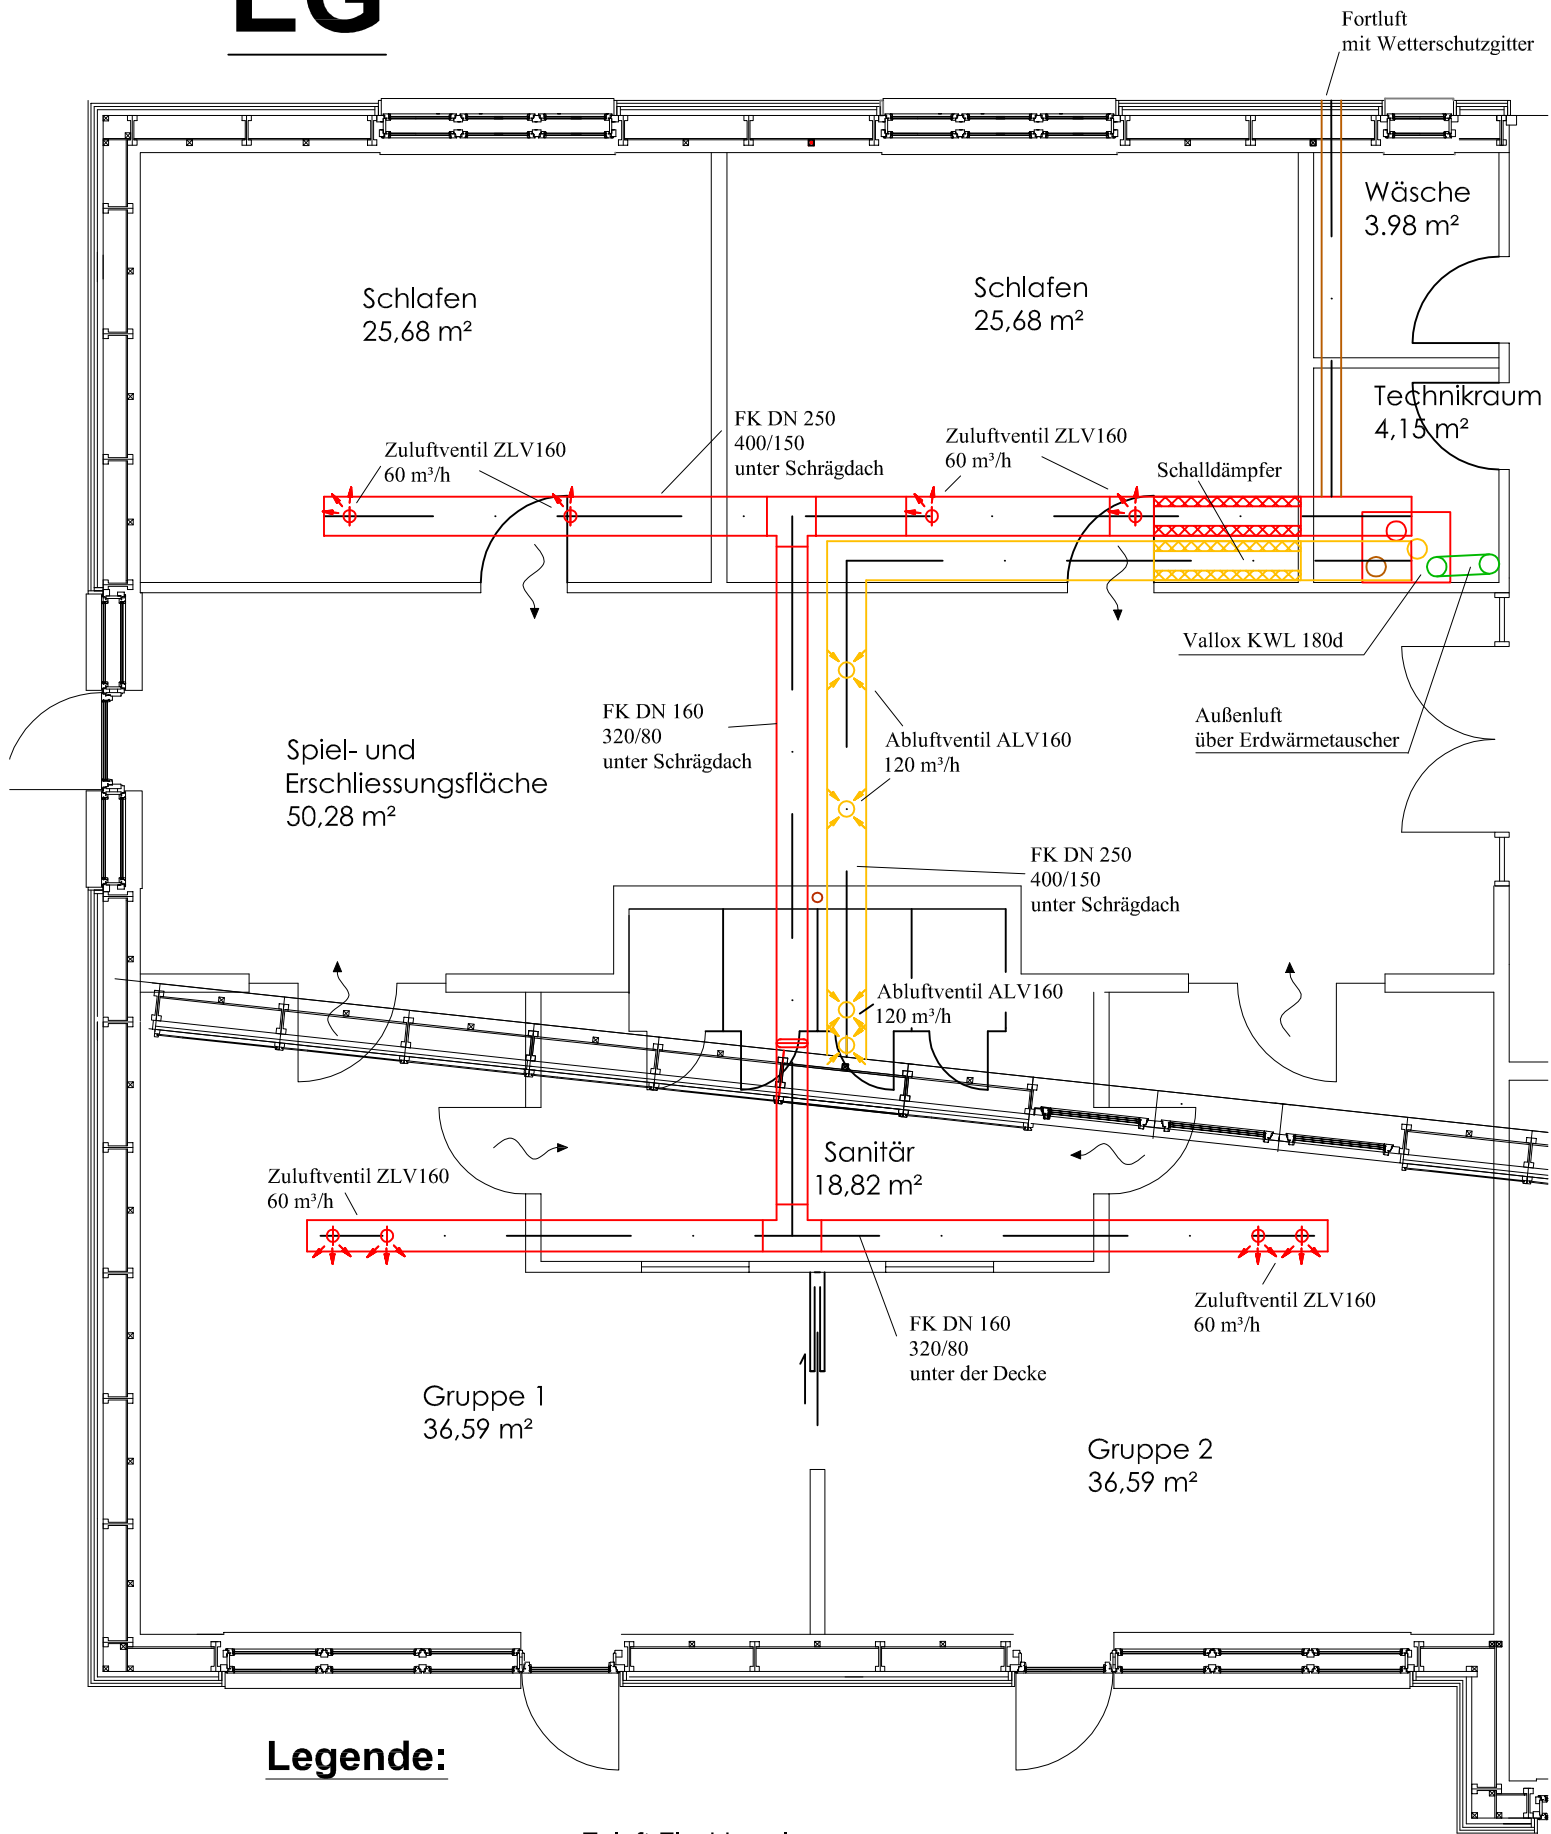 EG
Fortluft
mit Wetterschutzgitter
Wäsche
3.98 m²
Schlafen
25,68 m²
Schlafen
25,68 m²
Technikraum
4,15 m²
FK DN 250
400/150
unter Schrägdach
Zuluftventil ZLV160
60 m³/h
Zuluftventil ZLV160
60 m³/h
Schalldämpfer
Vallox KWL 180d
Außenluft
über Erdwärmetauscher
FK DN 160
320/80
unter Schrägdach
Abluftventil ALV160
120 m³/h
Spiel- und
Erschliessungsfläche
50,28 m²
FK DN 250
400/150
unter Schrägdach
Abluftventil ALV160
120 m³/h
Sanitär
18,82 m²
Zuluftventil ZLV160
60 m³/h
Zuluftventil ZLV160
60 m³/h
FK DN 160
320/80
unter der Decke
Gruppe 1
36,59 m²
Gruppe 2
36,59 m²
Legende: